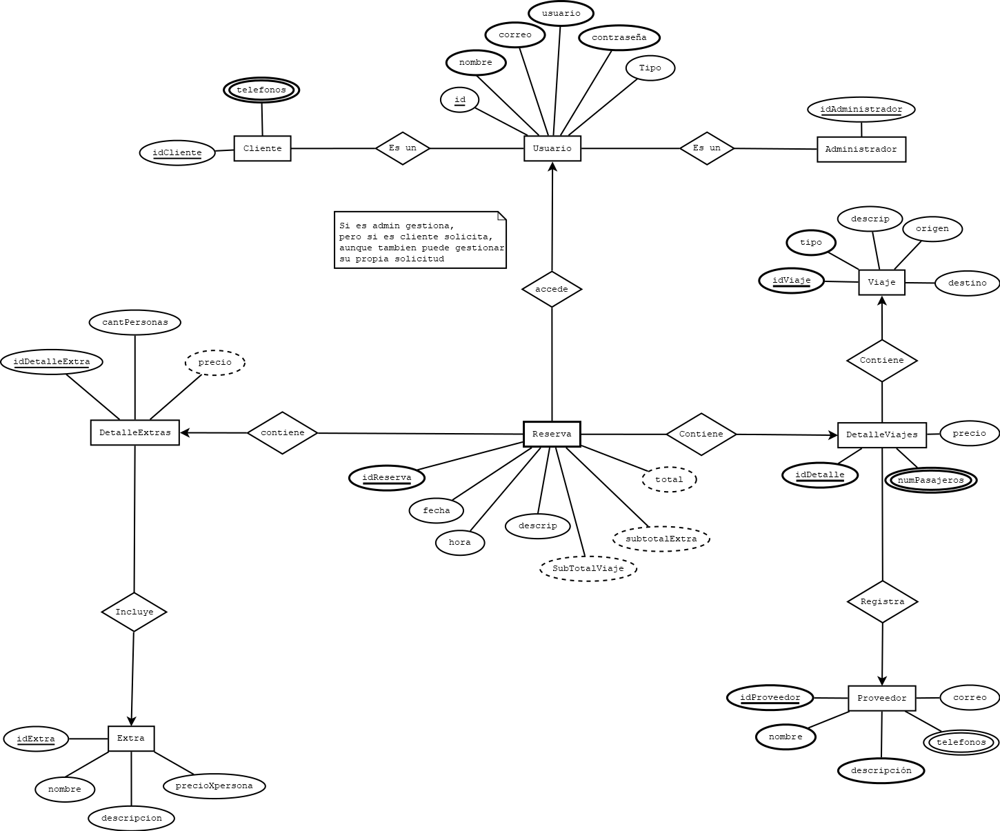 usuario
correo
contraseña
nombre
Tipo
telefonos
id
idAdministrador
idCliente
Cliente
Es un
Usuario
Es un
Administrador
Si es admin gestiona,
pero si es cliente solicita,
aunque tambien puede gestionar
su propia solicitud
descrip
origen
tipo
idViaje
Viaje
destino
accede
cantPersonas
idDetalleExtra
precio
Contiene
DetalleExtras
contiene
Reserva
Contiene
DetalleViajes
precio
idReserva
total
idDetalle
numPasajeros
fecha
descrip
hora
subtotalExtra
SubTotalViaje
Incluye
Registra
idProveedor
Proveedor
correo
idExtra
Extra
nombre
telefonos
nombre
precioXpersona
descripción
descripcion